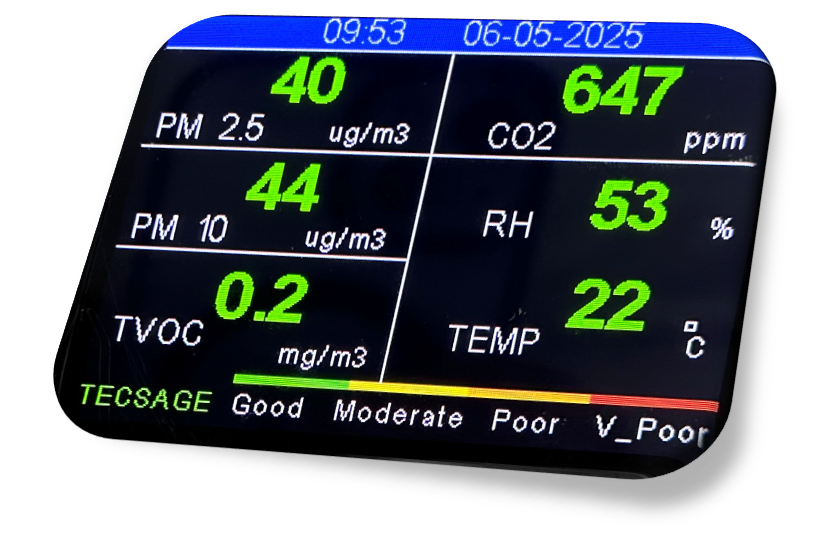 09:53 06-05-2025
40
PM 2.5 ug/m3
647
CO2 ppm
44
PM 10 ug/m3
53
RH %
0.2
TVOC mg/m3
22
TEMP °C
TECSAGE Good Moderate Poor V_Poor